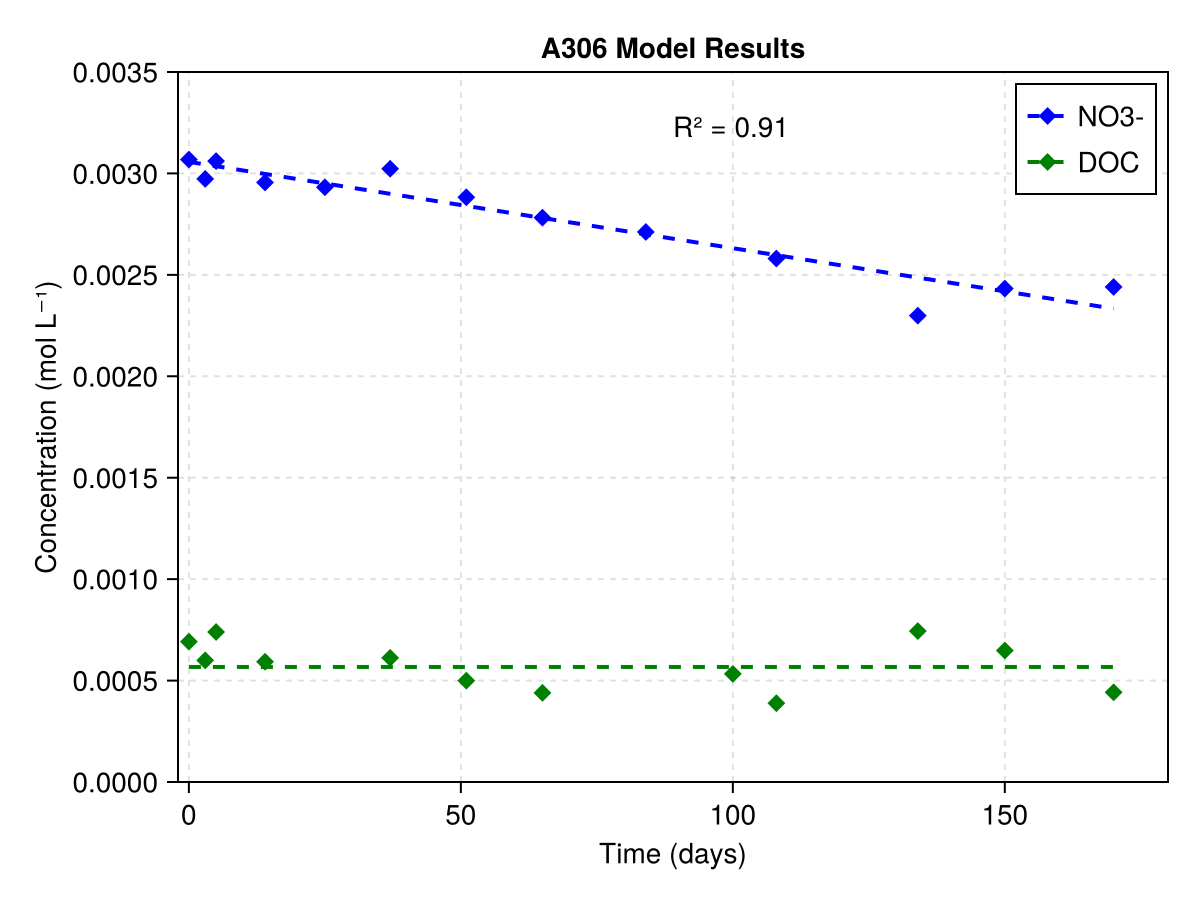 A306 Model Results
R² = 0.91
NO3-
DOC
0.0035
0.0030
0.0025
0.0020
0.0015
0.0010
0.0005
0.0000
Concentration (mol L⁻¹)
0 50 100 150
Time (days)